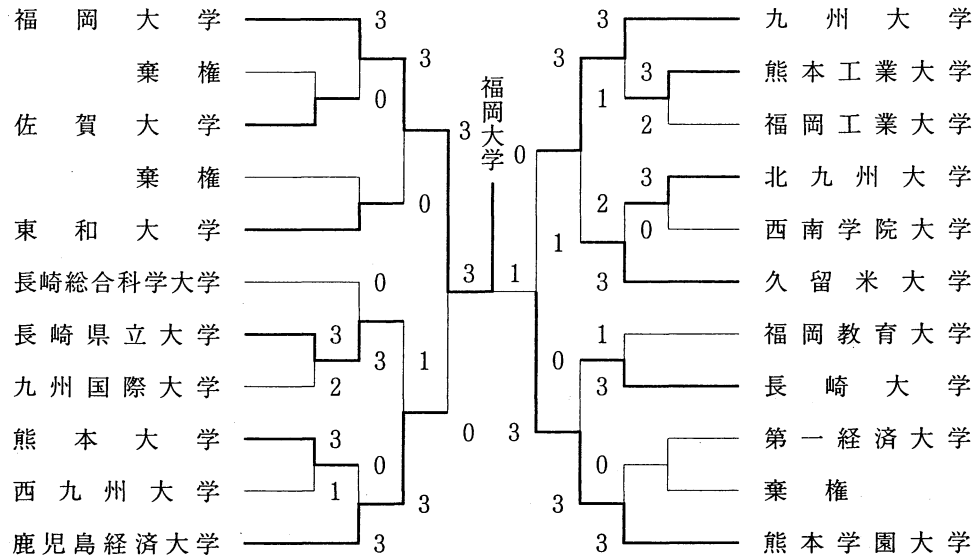 福岡大学
棄権
佐賀大学
棄権
東和大学
長崎総合科学大学
長崎県立大学
九州国際大学
熊本大学
西九州大学
鹿児島経済大学
3
0
3
0
3
0
3
2
3
1
3
1
0
3
3
0
福岡大学
3
1
0
3
3
1
1
2
3
0
3
3
2
3
0
1
3
0
3
九州大学
熊本工業大学
福岡工業大学
北九州大学
西南学院大学
久留米大学
福岡教育大学
長崎大学
第一経済大学
棄権
熊本学園大学